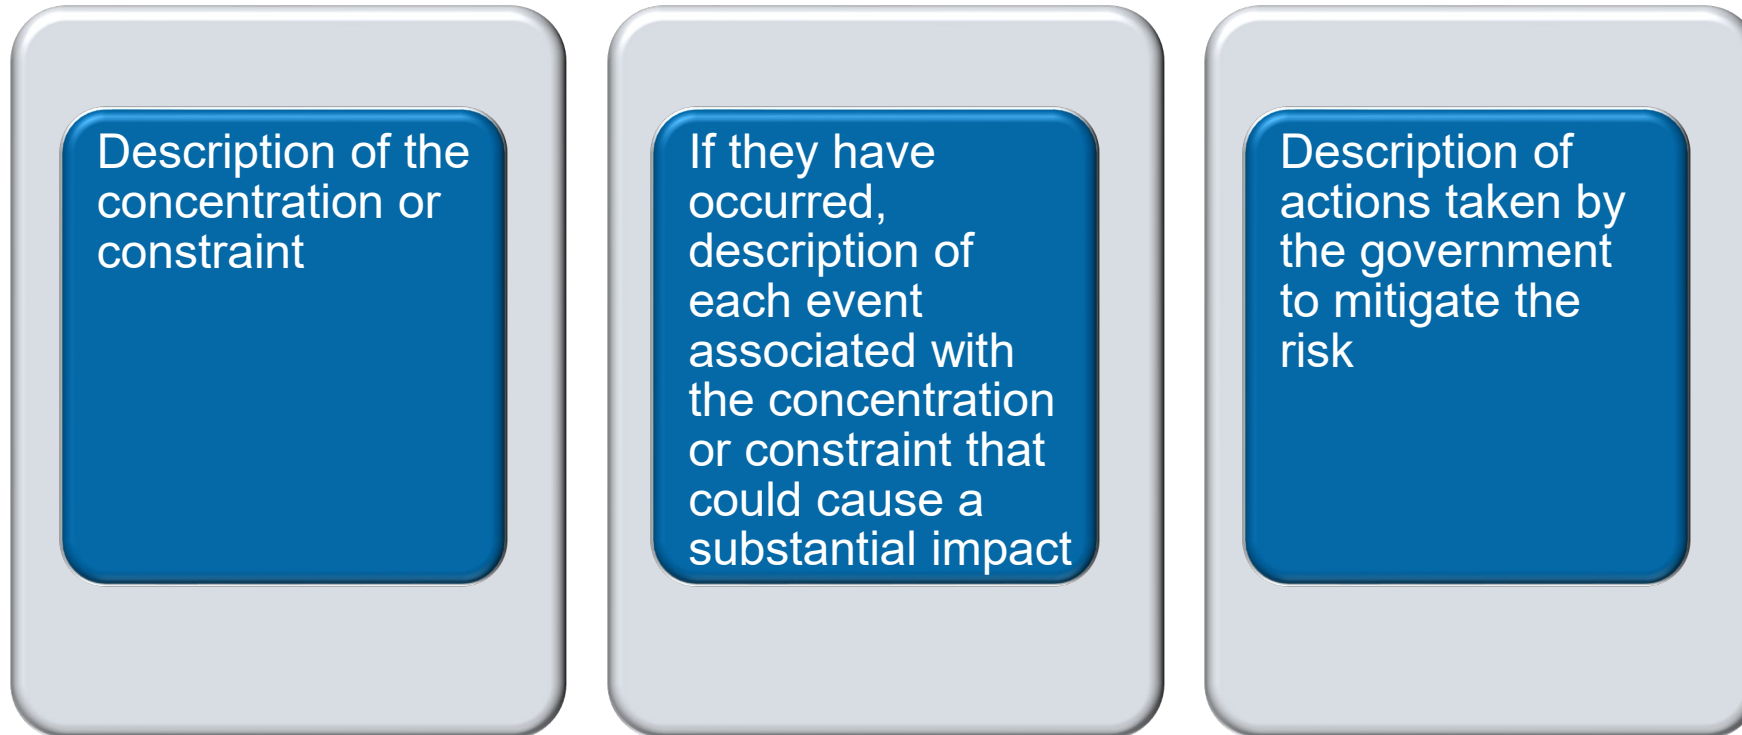 Description of the
concentration or
constraint
If they have
occurred,
description of
each event
associated with
the concentration
or constraint that
could cause a
substantial impact
Description of
actions taken by
the government
to mitigate the
risk